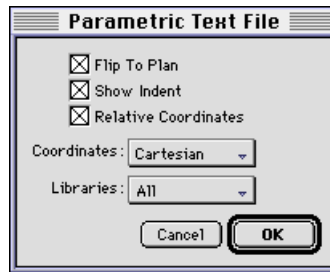 Parametric Text File
Flip To Plan
Show Indent
Relative Coordinates
Coordinates: Cartesian
Libraries: All
Cancel OK